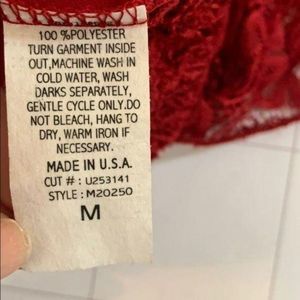 100 %POLYESTER
TURN GARMENT INSIDE
OUT,MACHINE WASH IN
COLD WATER, WASH
DARKS SEPARATELY,
GENTLE CYCLE ONLY.DO
NOT BLEACH, HANG TO
DRY, WARM IRON IF
NECESSARY.
MADE IN U.S.A.
CUT # : U253141
STYLE : M20250
M